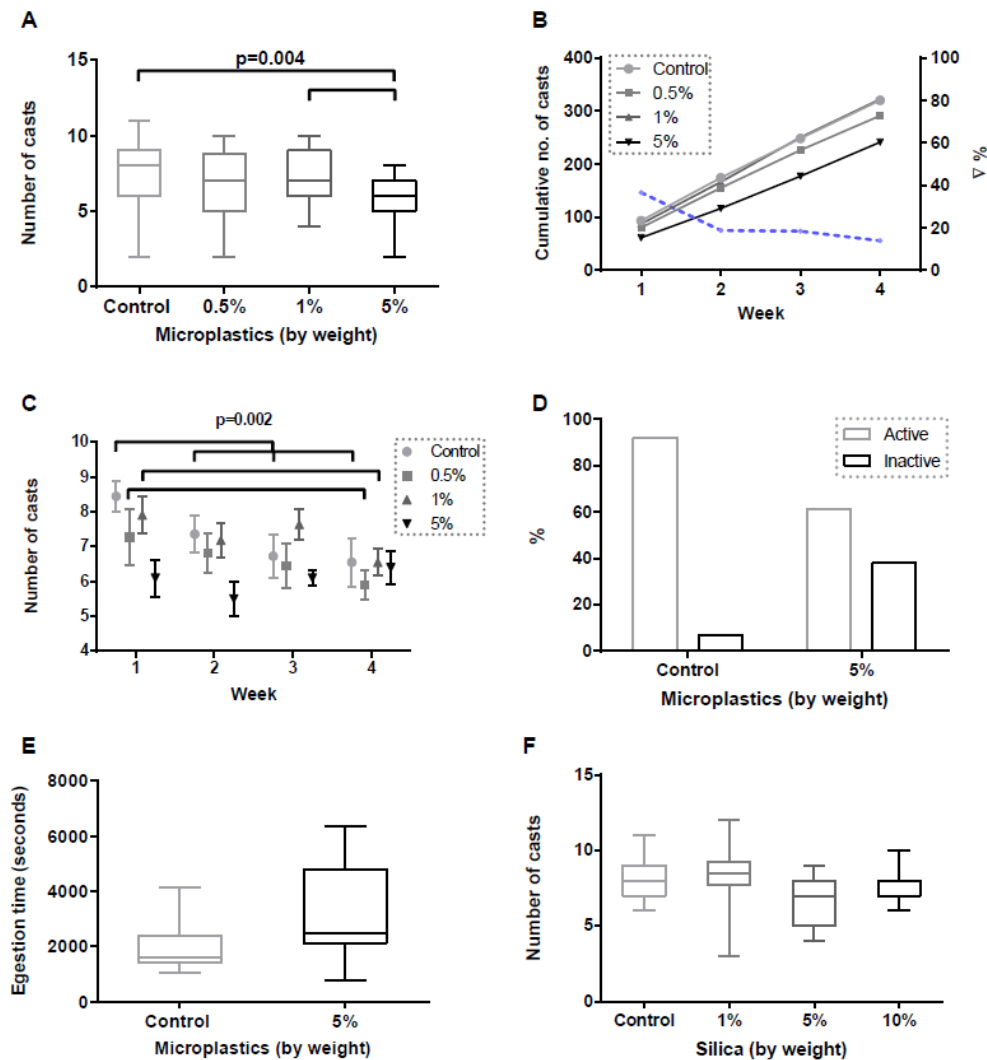 A
p=0.004
Number of casts
15
10
5
0
Control 0.5% 1% 5%
Microplastics (by weight)
B
Cumulative no. of casts
400
300
200
100
0
Control
0.5%
1%
5%
100
80
60
40
20
0
% Δ
1 2 3 4
Week
C
p=0.002
Number of casts
10
9
8
7
6
5
4
Control
0.5%
1%
5%
1 2 3 4
Week
D
%
100
80
60
40
20
0
Active
Inactive
Control 5%
Microplastics (by weight)
E
Egestion time (seconds)
8000
6000
4000
2000
0
Control 5%
Microplastics (by weight)
F
Number of casts
15
10
5
0
Control 1% 5% 10%
Silica (by weight)